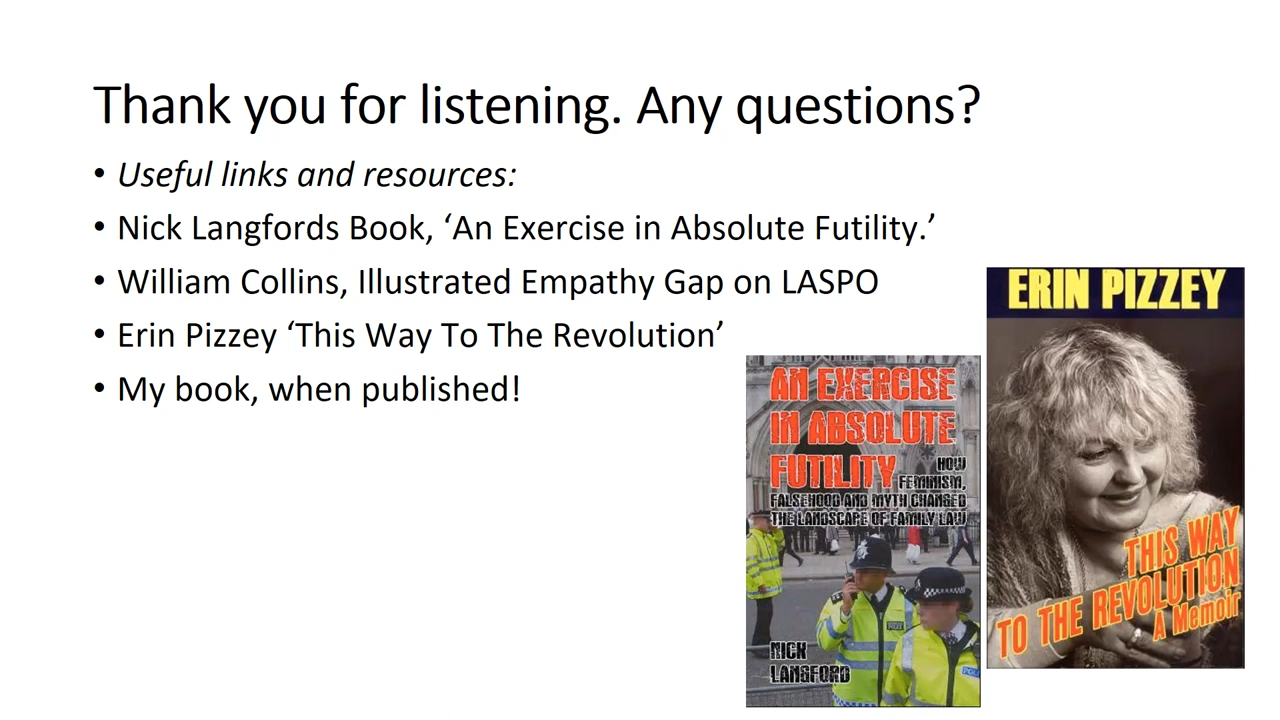 Thank you for listening. Any questions?
• Useful links and resources:
• Nick Langfords Book, ‘An Exercise in Absolute Futility.’
• William Collins, Illustrated Empathy Gap on LASPO
• Erin Pizzey ‘This Way To The Revolution’
• My book, when published!
AN EXERCISE
IN ABSOLUTE
FUTILITY HOW
FEMINISM,
FALSEHOOD AND MYTH CHANGED
THE LANDSCAPE OF FAMILY LAW
NICK
LANGFORD
ERIN PIZZEY
THIS WAY
TO THE REVOLUTION
A Memoir